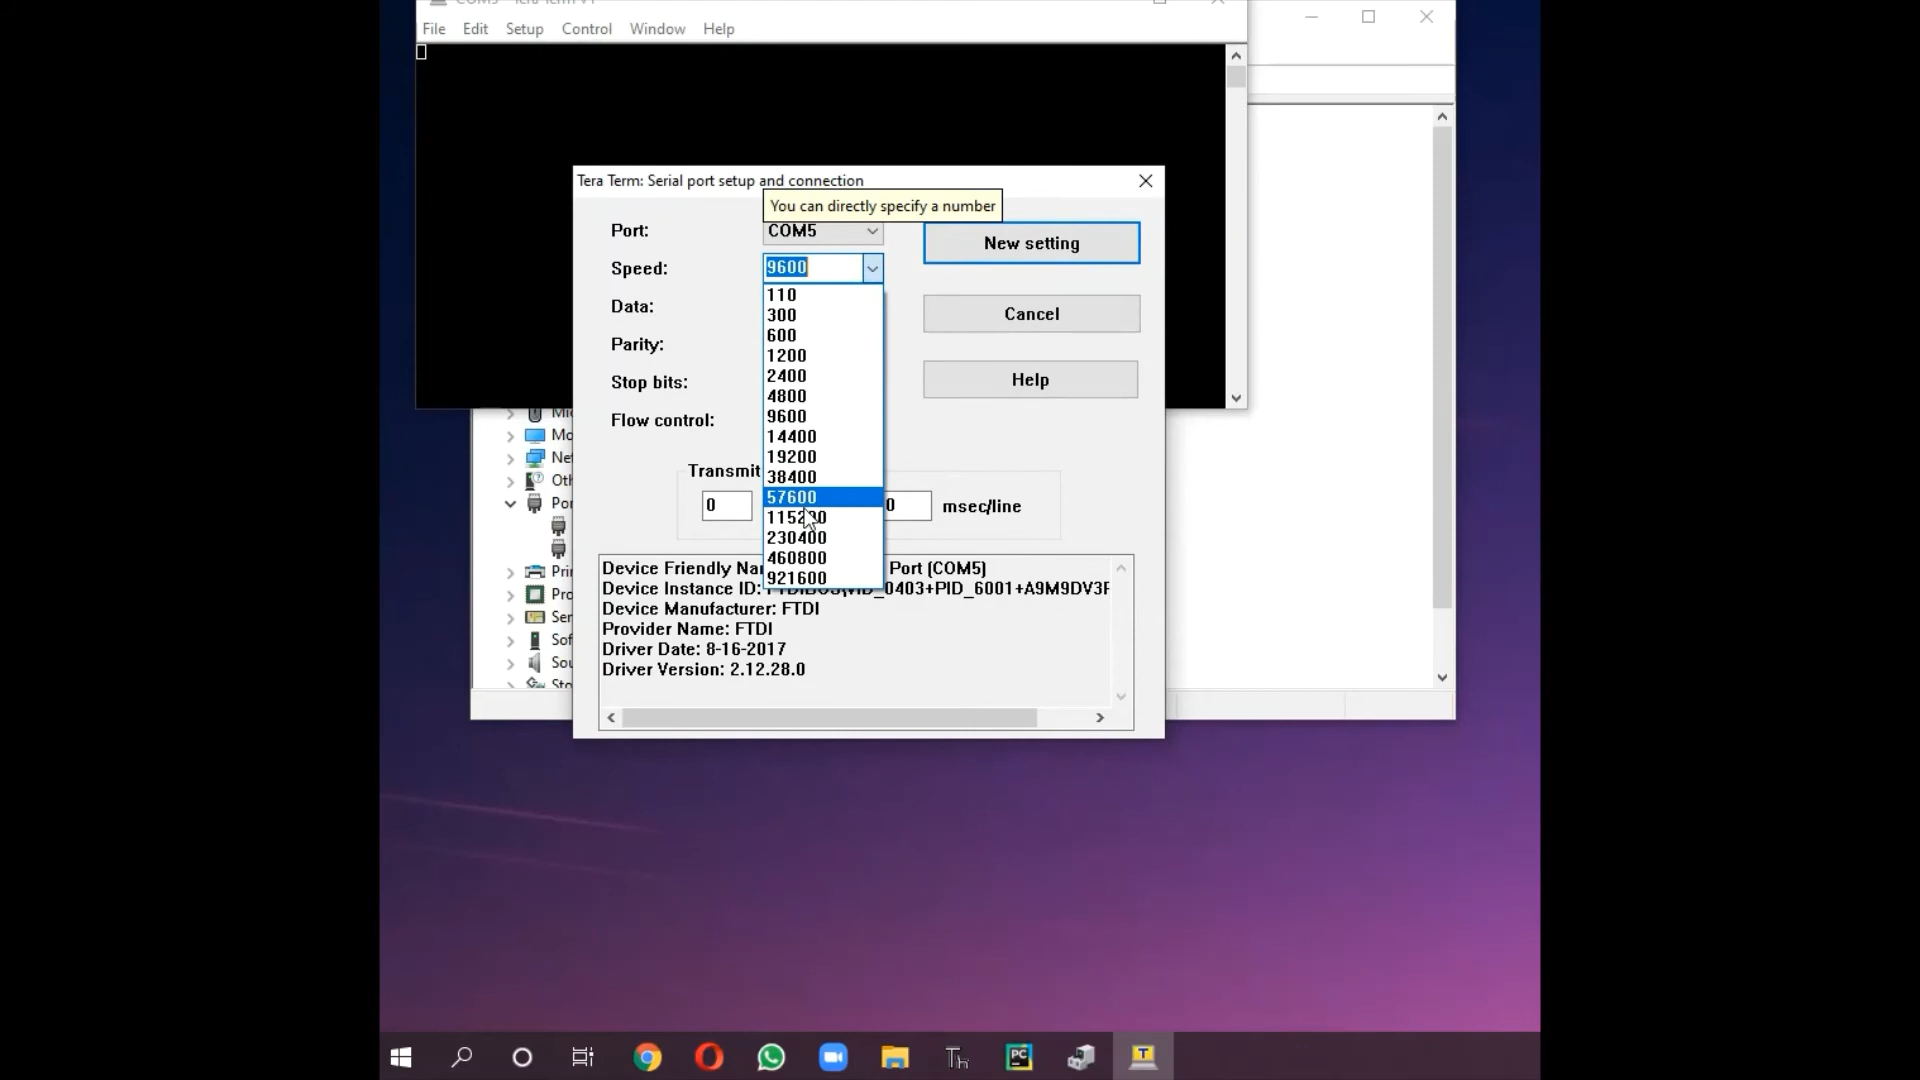 File Edit Setup Control Window Help
Tera Term: Serial port setup and connection
You can directly specify a number
Port: COM5 New setting
Speed: 9600
110
300
600
1200
2400
4800
9600
14400
19200
38400
57600
230400
460800
921600
Data:
Parity:
Stop bits:
Flow control:
Cancel
Help
Transmit
0 0 msec/line
Device Friendly Port (COM5)
Device Instance ID: _0403+PID_6001+A9M9DV3
Device Manufacturer: FTDI
Provider Name: FTDI
Driver Date: 8-16-2017
Driver Version: 2.12.28.0
Th
PC
T